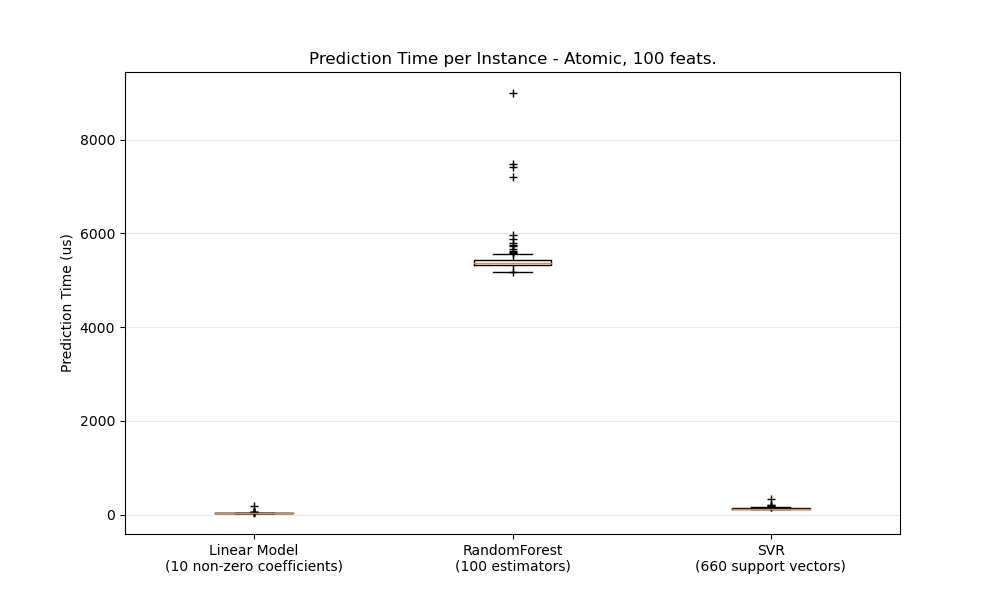 Prediction Time per Instance - Atomic, 100 feats.
Prediction Time (us)
8000
6000
4000
2000
0
Linear Model
(10 non-zero coefficients)
RandomForest
(100 estimators)
SVR
(660 support vectors)